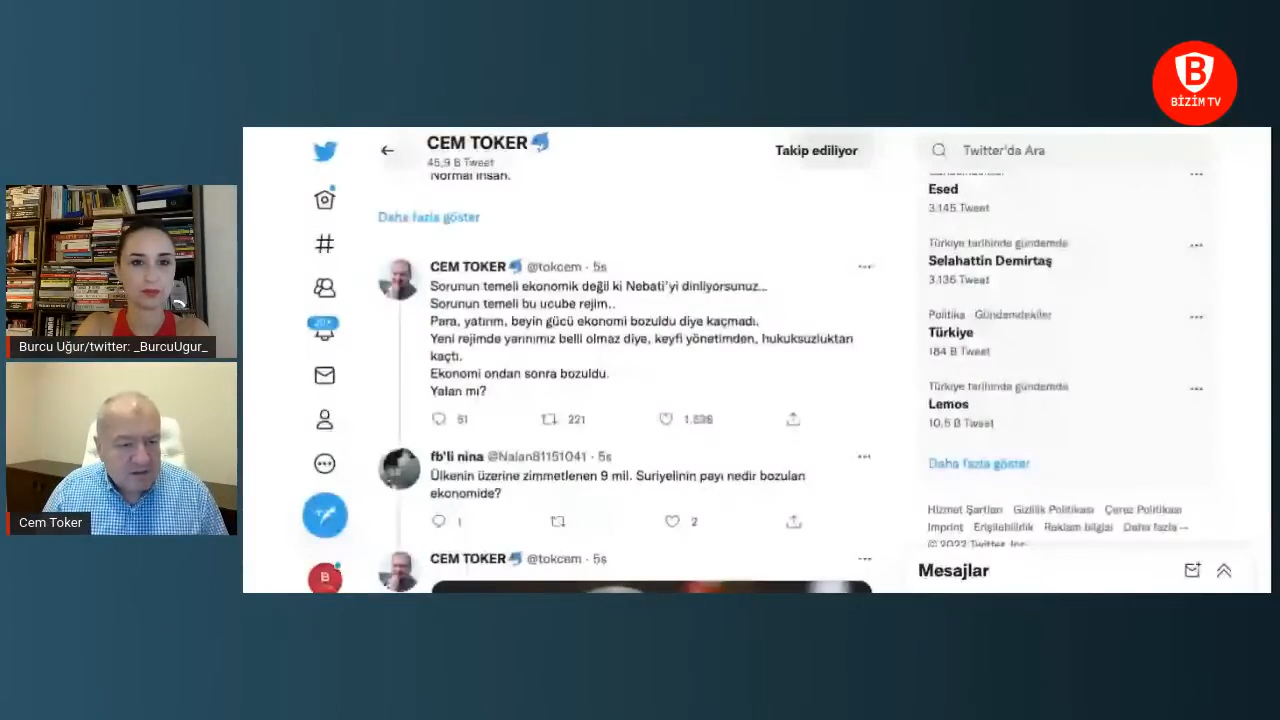 B
BİZİM TV
Burcu Uğur/twitter: _BurcuUgur_
Cem Toker
CEM TOKER
45,9 B Tweet
Takip ediliyor
Normal insan.
Daha fazla göster
CEM TOKER @tokcem · 5s
Sorunun temeli ekonomik değil ki Nebati'yi dinliyorsunuz...
Sorunun temeli bu ucube rejim..
Para, yatırım, beyin gücü ekonomi bozuldu diye kaçmadı.
Yeni rejimde yarınımız belli olmaz diye, keyfi yönetimden, hukuksuzluktan
kaçtı.
Ekonomi ondan sonra bozuldu.
Yalan mı?
221
fb'li nina @Nalan81151041 · 5s
Ülkenin üzerine zimmetlenen 9 mil. Suriyelinin payı nedir bozulan
ekonomide?
1 2
CEM TOKER @tokcem · 5s
B
Twitter'da Ara
Esed
3.145 Tweet
Türkiye tarihinde gündemde
Selahattin Demirtaş
3.136 Tweet
Politika · Gündemdekiler
Türkiye
184 B Tweet
Türkiye tarihinde gündemde
Lemos
10,5 B Tweet
Daha fazla göster
Hizmet Şartları Gizlilik Politikası Çerez Politikası
Imprint Erişilebilirlik Reklam bilgisi Daha fazla ···
© 2022 Twitter, Inc.
Mesajlar